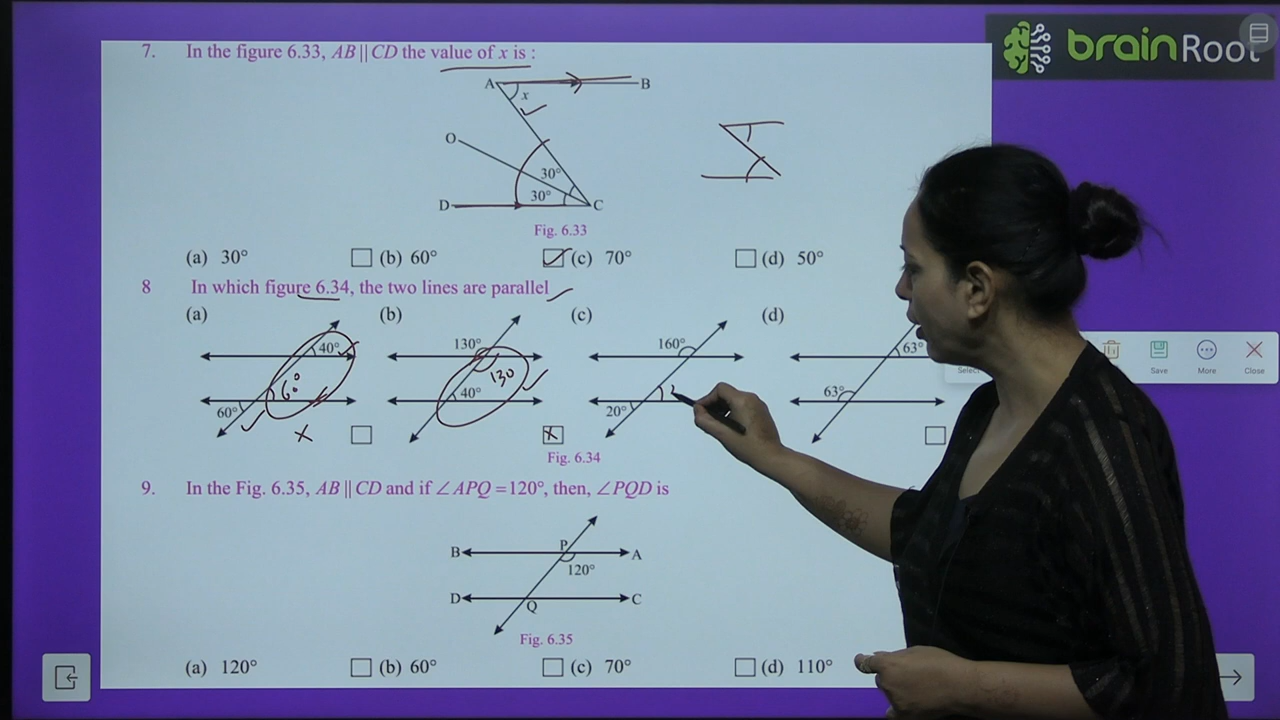 brainRoot
7. In the figure 6.33, AB || CD the value of x is :
A
B
x
O
30°
30°
D
C
Fig. 6.33
(a) 30° (b) 60° (c) 70° (d) 50°
8 In which figure 6.34, the two lines are parallel
(a) (b) (c) (d)
40°
60°
60°
130°
130
40°
160°
20°
63°
63°
Save
More
Close
Fig. 6.34
9. In the Fig. 6.35, AB || CD and if ∠APQ = 120°, then, ∠PQD is
B
P
A
120°
D
Q
C
Fig. 6.35
(a) 120° (b) 60° (c) 70° (d) 110°